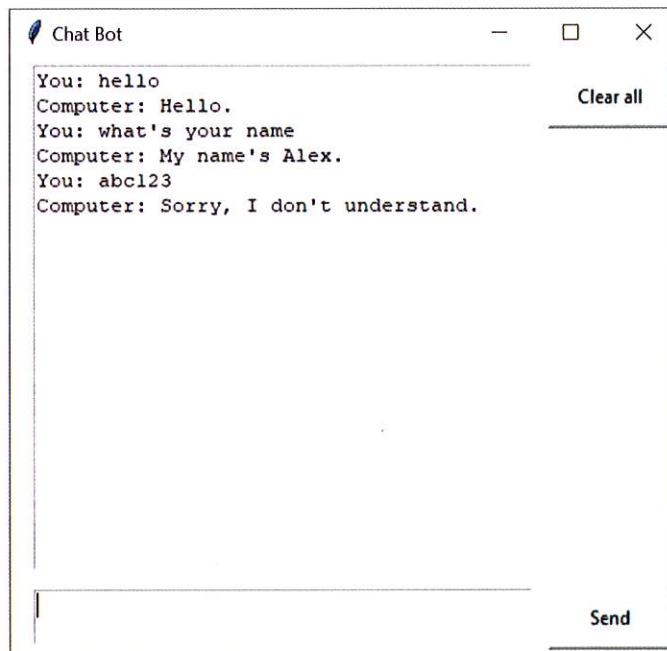 Chat Bot
You: hello
Computer: Hello.
Clear all
You: what's your name
Computer: My name's Alex.
You: abc123
Computer: Sorry, I don't understand.
Send